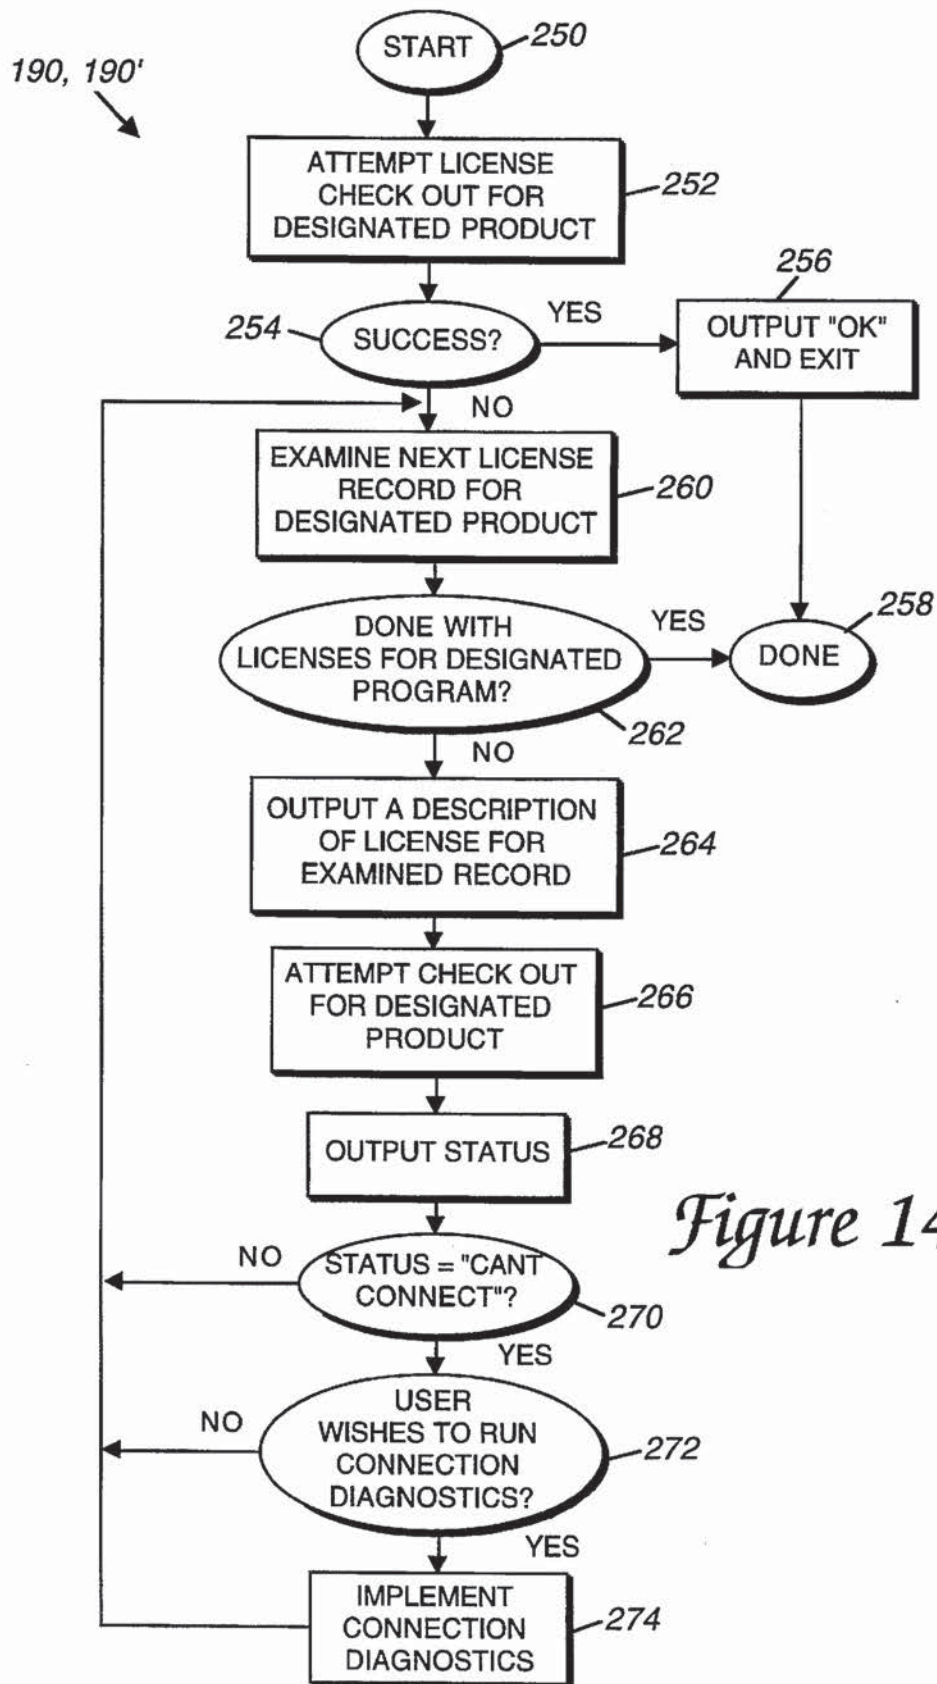 START
250
190, 190'
ATTEMPT LICENSE
CHECK OUT FOR
DESIGNATED PRODUCT
252
254
SUCCESS?
YES
256
OUTPUT "OK"
AND EXIT
NO
EXAMINE NEXT LICENSE
RECORD FOR
DESIGNATED PRODUCT
260
DONE WITH
LICENSES FOR DESIGNATED
PROGRAM?
YES
258
DONE
262
NO
OUTPUT A DESCRIPTION
OF LICENSE FOR
EXAMINED RECORD
264
ATTEMPT CHECK OUT
FOR DESIGNATED
PRODUCT
266
OUTPUT STATUS
268
Figure 14
STATUS = "CANT
CONNECT"?
NO
270
YES
USER
WISHES TO RUN
CONNECTION
DIAGNOSTICS?
NO
272
YES
IMPLEMENT
CONNECTION
DIAGNOSTICS
274